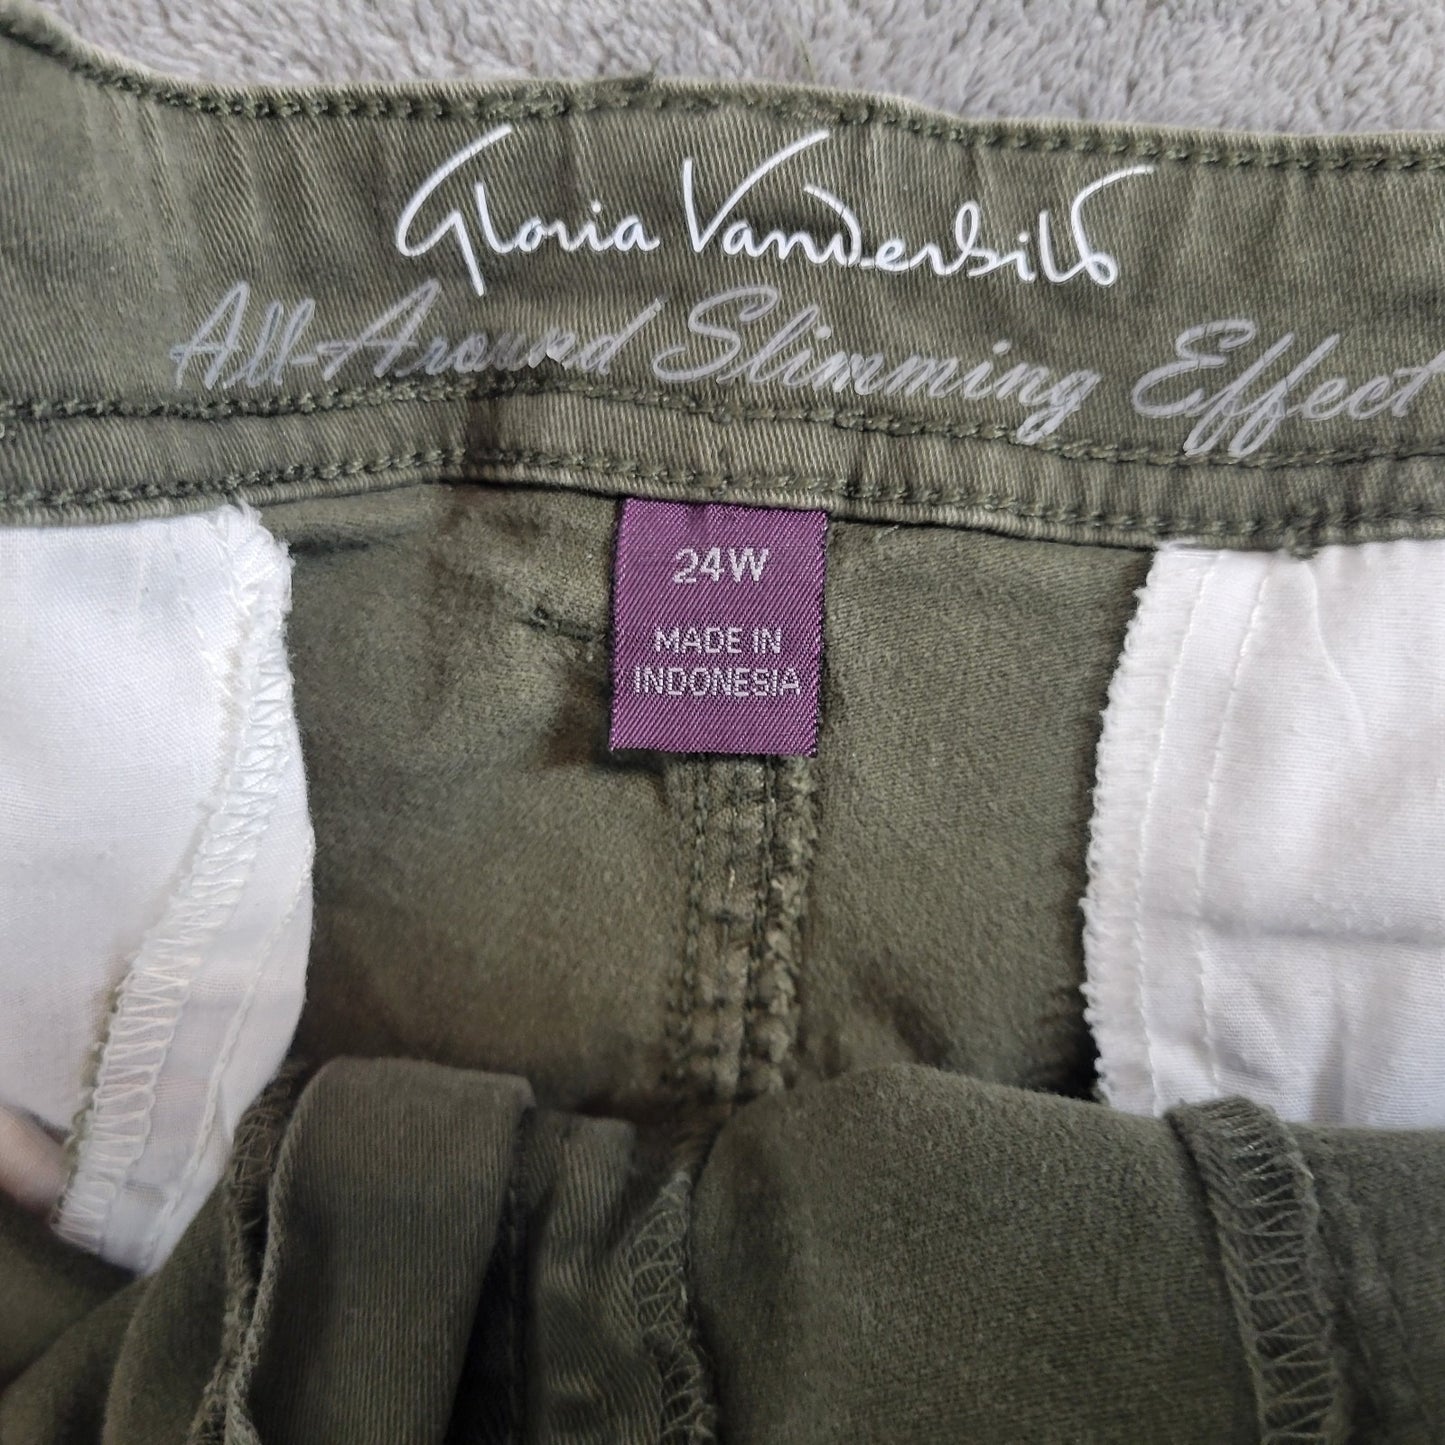 Gloria Vanderbilt
All-Around Slimming Effect
24W
MADE IN
INDONESIA